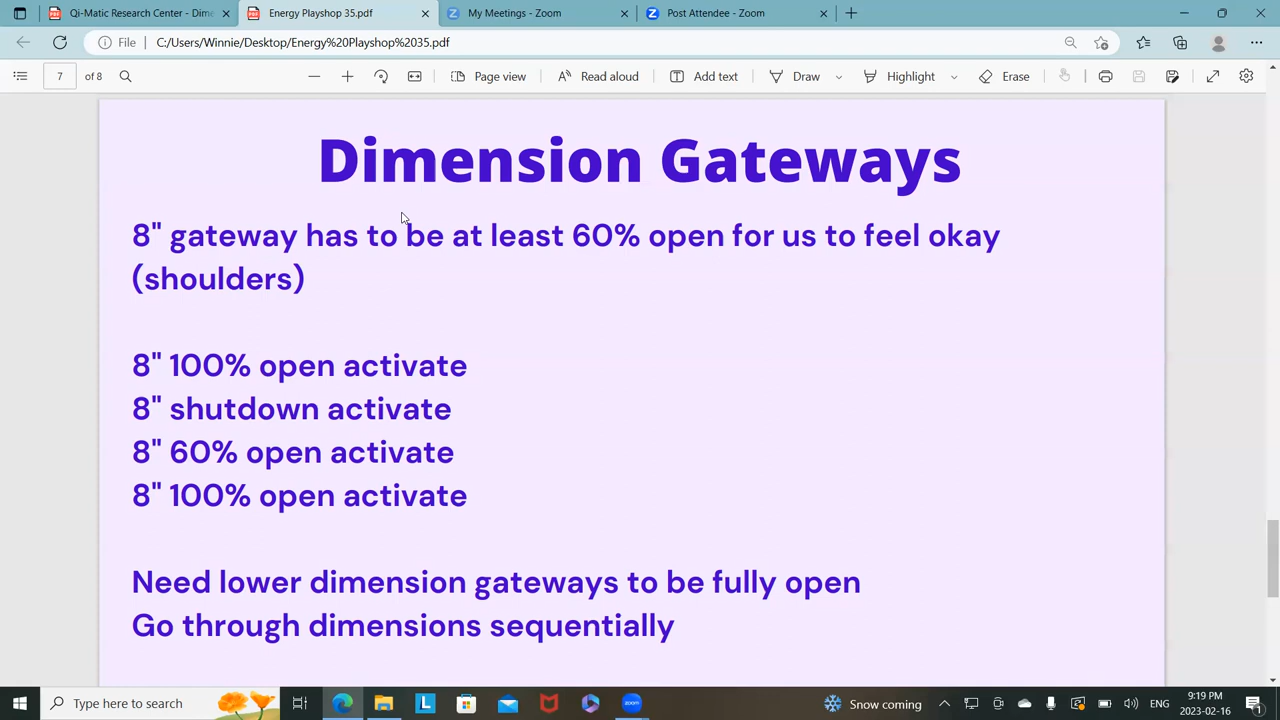 Qi-Matic Research Center - Dime
Energy Playshop 35.pdf
My Meetings - Zoom
Post Attendee - Zoom
File
C:/Users/Winnie/Desktop/Energy%20Playshop%2035.pdf
7 of 8
Page view
Read aloud
Add text
Draw
Highlight
Erase
Dimension Gateways
8" gateway has to be at least 60% open for us to feel okay
(shoulders)
8" 100% open activate
8" shutdown activate
8" 60% open activate
8" 100% open activate
Need lower dimension gateways to be fully open
Go through dimensions sequentially
Type here to search
L
zoom
Snow coming
ENG
9:19 PM
2023-02-16
1